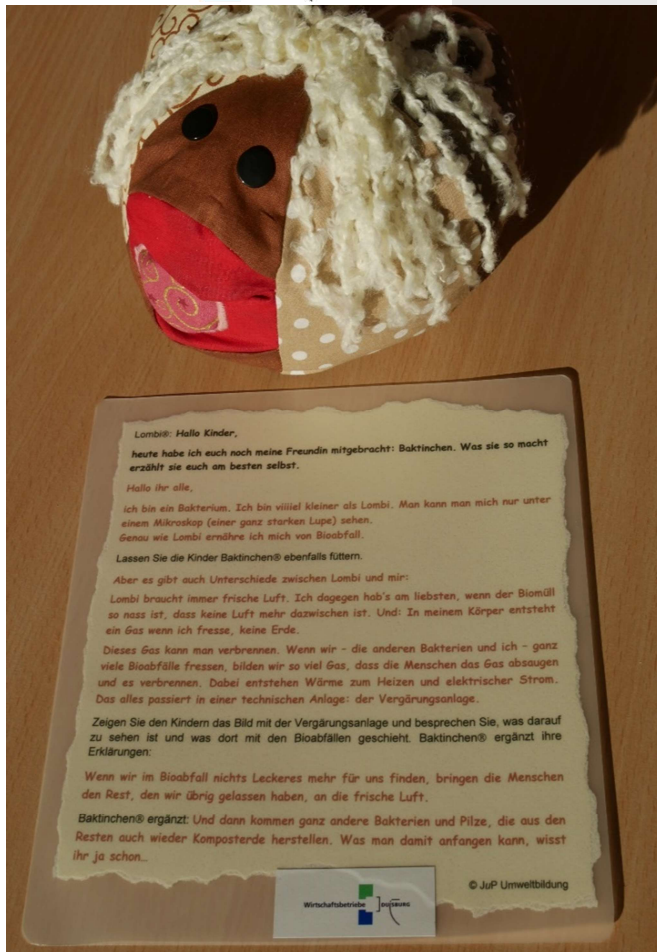 Lombi®: Hallo Kinder,
heute habe ich euch noch meine Freundin mitgebracht: Baktinchen. Was sie so macht
erzählt sie euch am besten selbst.
Hallo ihr alle,
ich bin ein Bakterium. Ich bin viiiiel kleiner als Lombi. Man kann man mich nur unter
einem Mikroskop (einer ganz starken Lupe) sehen.
Genau wie Lombi ernähre ich mich von Bioabfall.
Lassen Sie die Kinder Baktinchen® ebenfalls füttern.
Aber es gibt auch Unterschiede zwischen Lombi und mir:
Lombi braucht immer frische Luft. Ich dagegen hab's am liebsten, wenn der Biomüll
so nass ist, dass keine Luft mehr dazwischen ist. Und: In meinem Körper entsteht
ein Gas wenn ich fresse, keine Erde.
Dieses Gas kann man verbrennen. Wenn wir – die anderen Bakterien und ich – ganz
viele Bioabfälle fressen, bilden wir so viel Gas, dass die Menschen das Gas absaugen
und es verbrennen. Dabei entstehen Wärme zum Heizen und elektrischer Strom.
Das alles passiert in einer technischen Anlage: der Vergärungsanlage.
Zeigen Sie den Kindern das Bild mit der Vergärungsanlage und besprechen Sie, was darauf
zu sehen ist und was dort mit den Bioabfällen geschieht. Baktinchen® ergänzt ihre
Erklärungen:
Wenn wir im Bioabfall nichts Leckeres mehr für uns finden, bringen die Menschen
den Rest, den wir übrig gelassen haben, an die frische Luft.
Baktinchen® ergänzt: Und dann kommen ganz andere Bakterien und Pilze, die aus den
Resten auch wieder Komposterde herstellen. Was man damit anfangen kann, wisst
ihr ja schon…
© JuP Umweltbildung
Wirtschaftsbetriebe DUISBURG